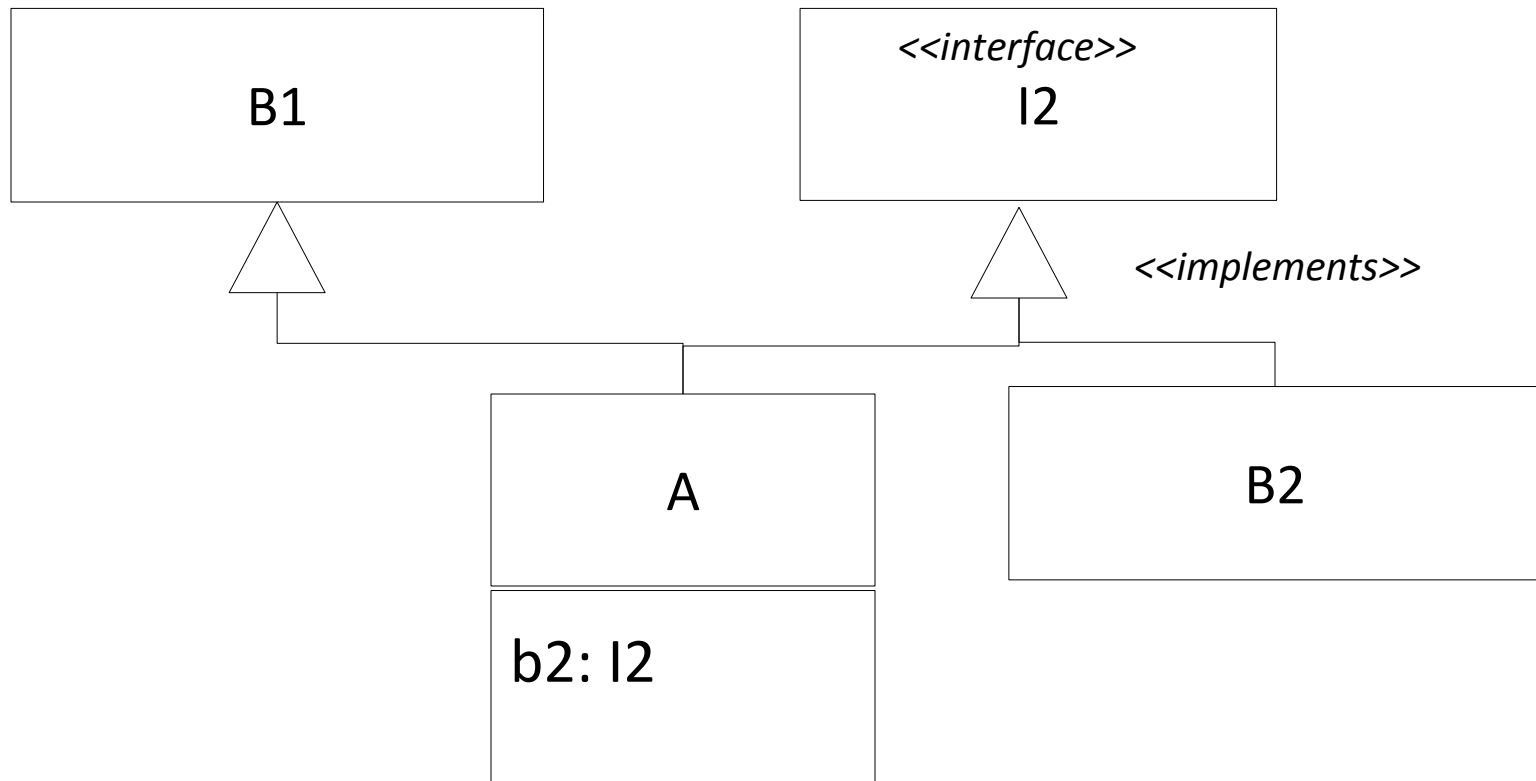 B1
<<interface>>
I2
<<implements>>
A
B2
b2: I2